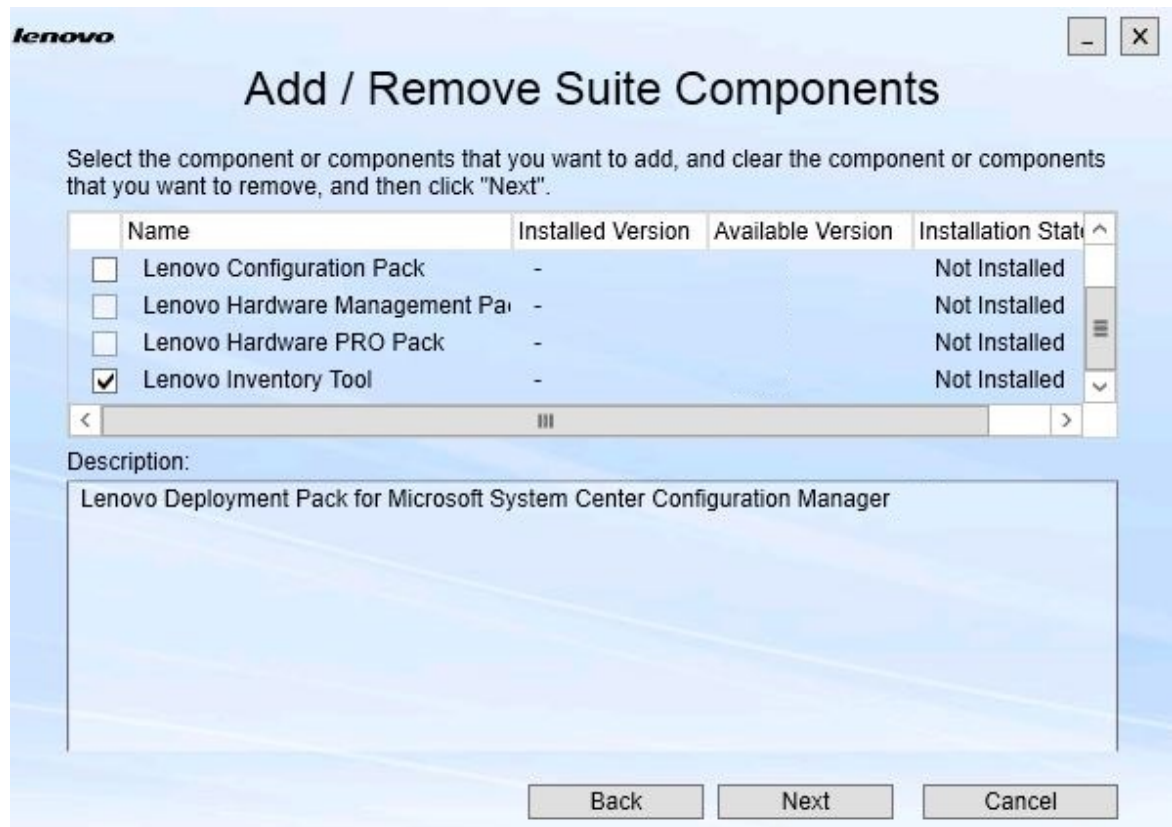 lenovo
Add / Remove Suite Components
Select the component or components that you want to add, and clear the component or components
that you want to remove, and then click "Next".
Name Installed Version Available Version Installation State
Lenovo Configuration Pack - Not Installed
Lenovo Hardware Management Pa - Not Installed
Lenovo Hardware PRO Pack - Not Installed
Lenovo Inventory Tool - Not Installed
Description:
Lenovo Deployment Pack for Microsoft System Center Configuration Manager
Back Next Cancel